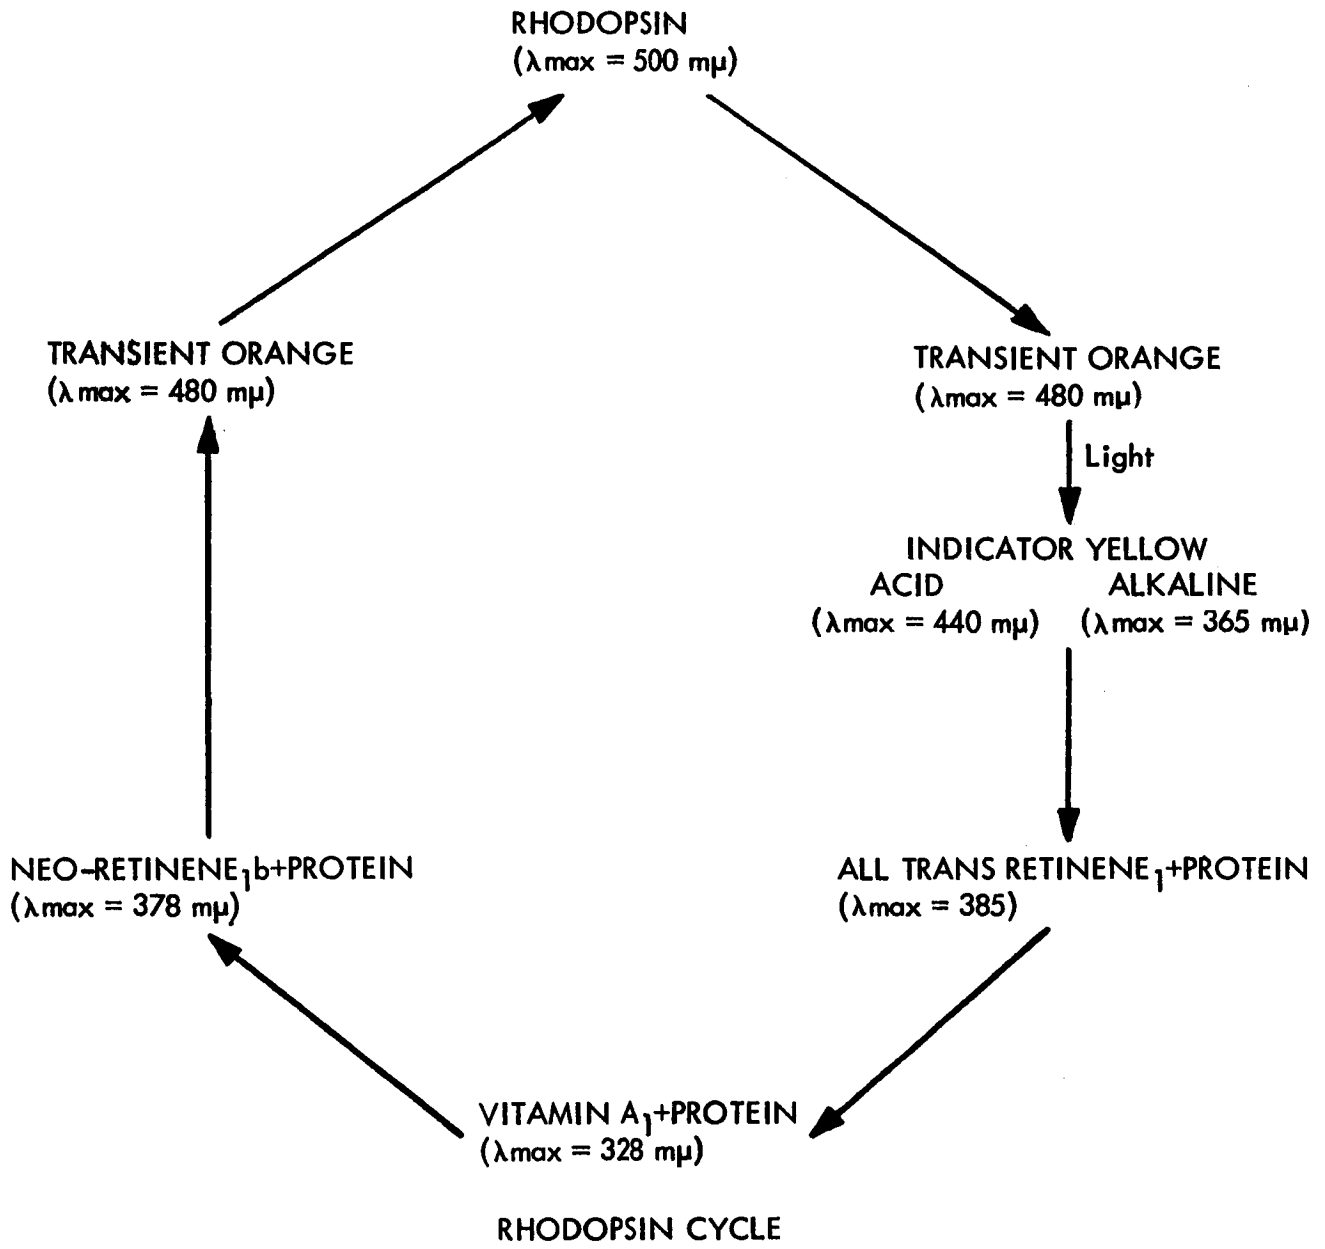 RHODOPSIN
(λmax = 500 mμ)
TRANSIENT ORANGE
(λmax = 480 mμ)
TRANSIENT ORANGE
(λmax = 480 mμ)
Light
INDICATOR YELLOW
ACID
(λmax = 440 mμ)
ALKALINE
(λmax = 365 mμ)
NEO-RETINENE₁b+PROTEIN
(λmax = 378 mμ)
ALL TRANS RETINENE₁+PROTEIN
(λmax = 385)
VITAMIN A₁+PROTEIN
(λmax = 328 mμ)
RHODOPSIN CYCLE